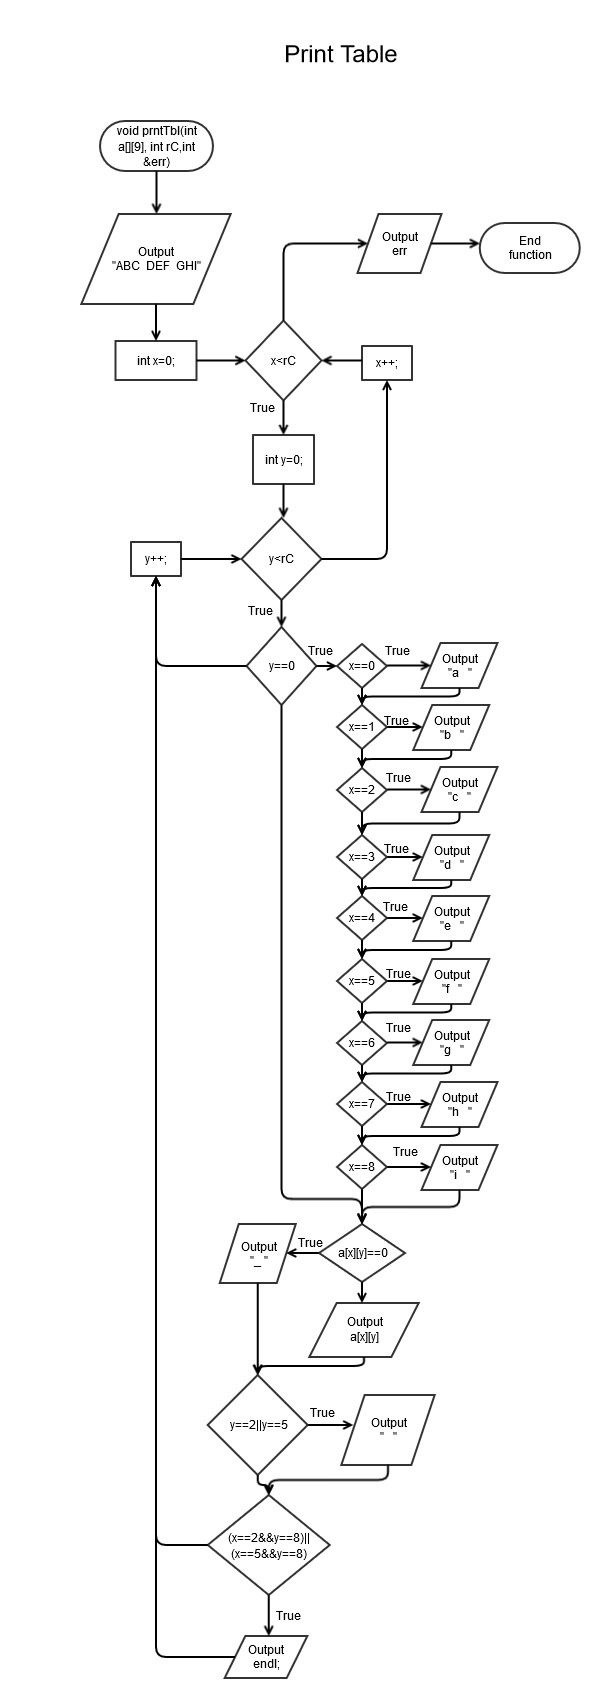 Print Table
void prntTbl(int
a[][9], int rC,int
&err)
Output
"ABC  DEF  GHI"
Output
err
End
function
int x=0;
x<rC
x++;
True
int y=0;
y++;
y<rC
True
y==0
True
x==0
True
Output
"a   "
x==1
True
Output
"b   "
x==2
True
Output
"c   "
x==3
True
Output
"d   "
x==4
True
Output
"e   "
x==5
True
Output
"f   "
x==6
True
Output
"g   "
x==7
True
Output
"h   "
x==8
True
Output
"i   "
a[x][y]==0
True
Output
"_ "
Output
a[x][y]
y==2||y==5
True
Output
"   "
(x==2&&y==8)||
(x==5&&y==8)
True
Output
endl;